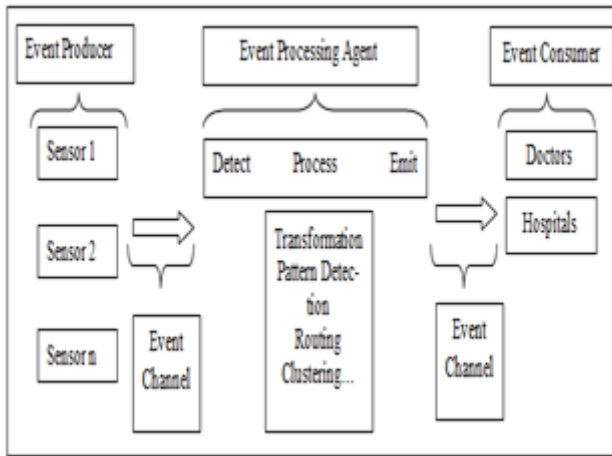 Event Producer
Event Processing Agent
Event Consumer
Sensor 1
Detect Process Emit
Doctors
Hospitals
Sensor 2
Transformation
Pattern Detec-
tion
Routing
Clustering...
Sensor n
Event
Channel
Event
Channel